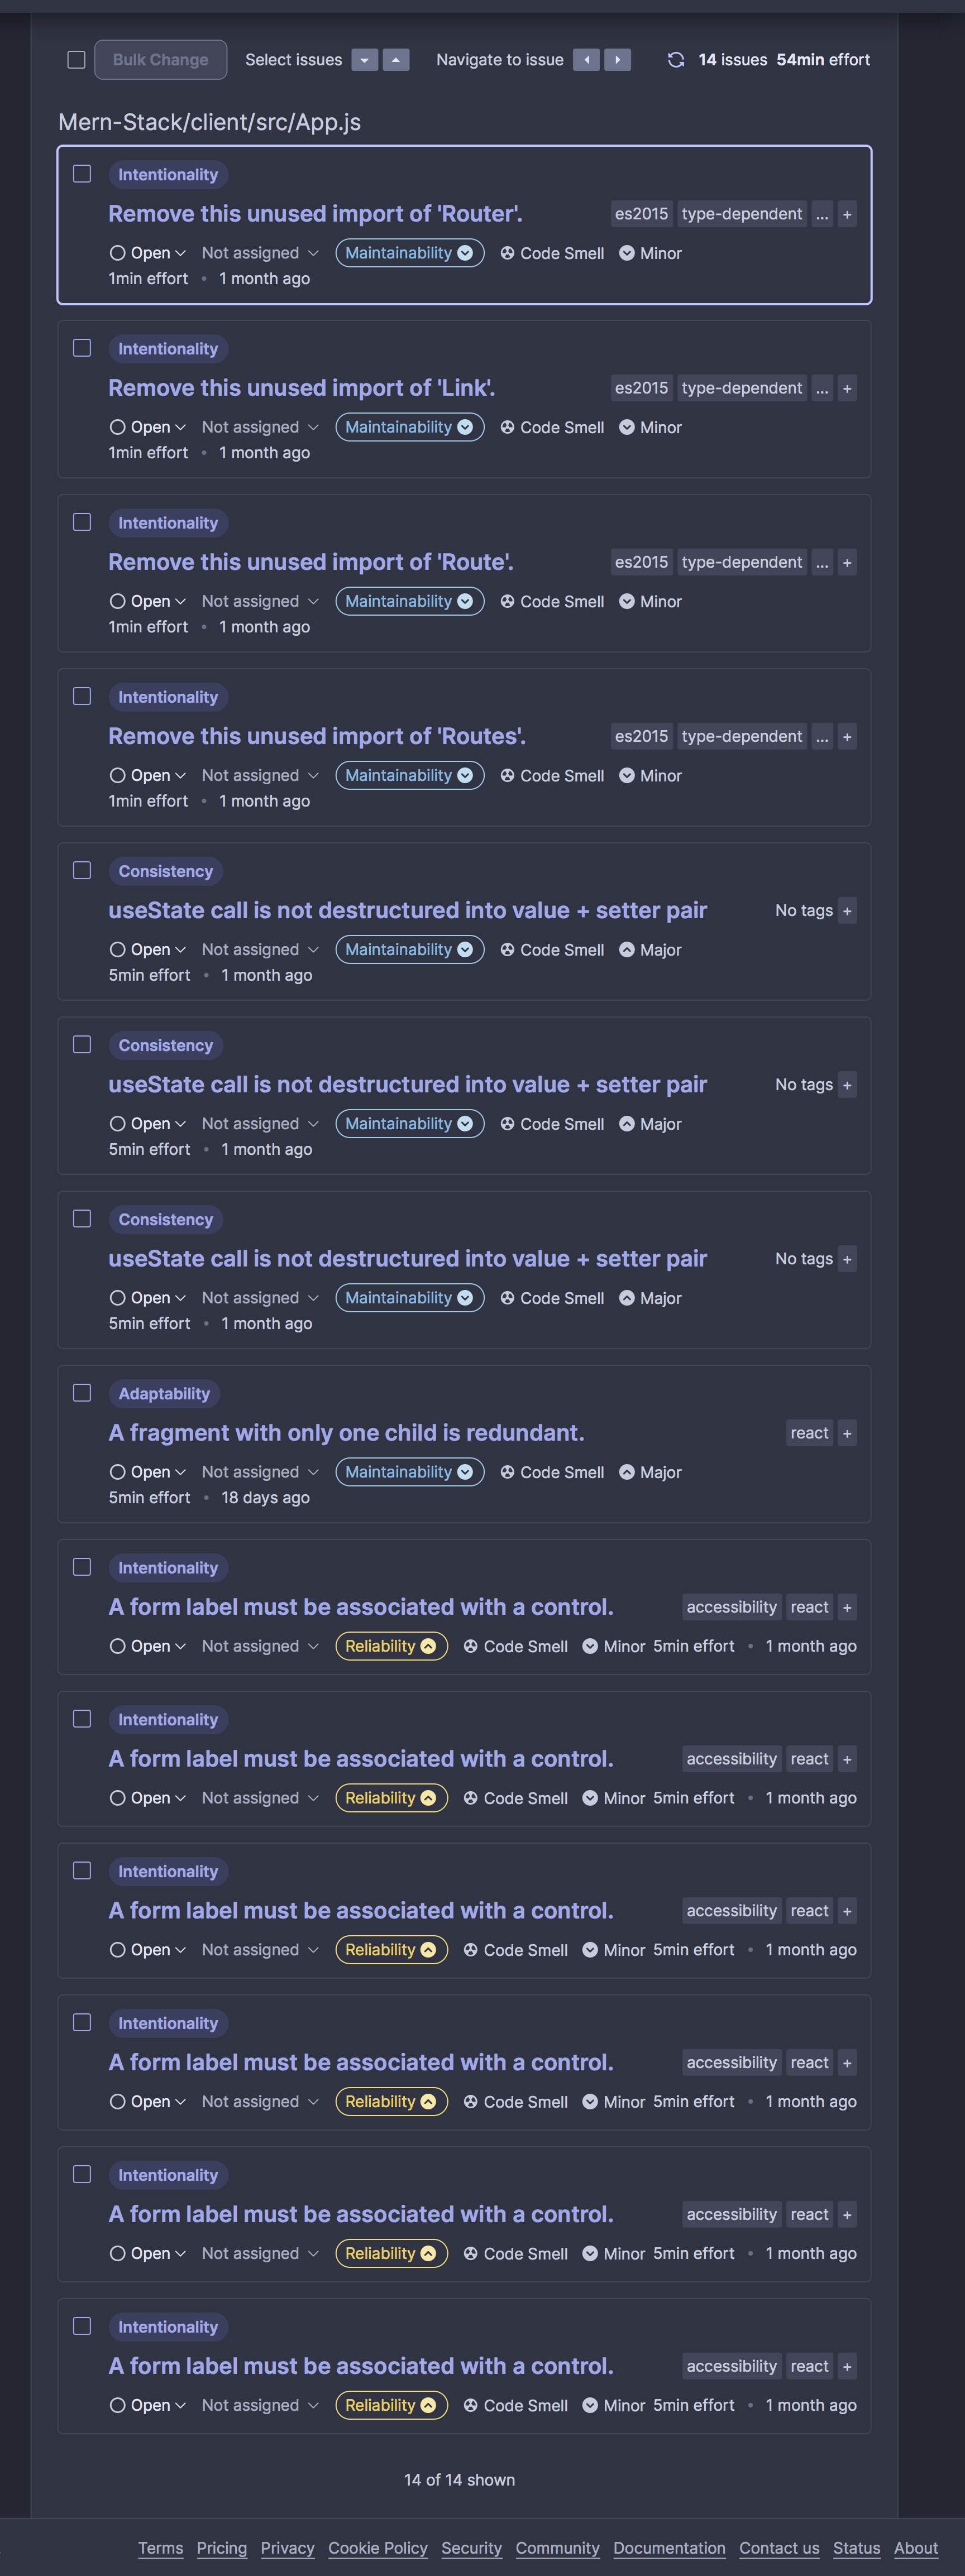 Bulk Change Select issues Navigate to issue 14 issues 54min effort
Mern-Stack/client/src/App.js
Intentionality
Remove this unused import of 'Router'. es2015 type-dependent ... +
Open Not assigned Maintainability Code Smell Minor
1min effort • 1 month ago
Intentionality
Remove this unused import of 'Link'. es2015 type-dependent ... +
Open Not assigned Maintainability Code Smell Minor
1min effort • 1 month ago
Intentionality
Remove this unused import of 'Route'. es2015 type-dependent ... +
Open Not assigned Maintainability Code Smell Minor
1min effort • 1 month ago
Intentionality
Remove this unused import of 'Routes'. es2015 type-dependent ... +
Open Not assigned Maintainability Code Smell Minor
1min effort • 1 month ago
Consistency
useState call is not destructured into value + setter pair No tags +
Open Not assigned Maintainability Code Smell Major
5min effort • 1 month ago
Consistency
useState call is not destructured into value + setter pair No tags +
Open Not assigned Maintainability Code Smell Major
5min effort • 1 month ago
Consistency
useState call is not destructured into value + setter pair No tags +
Open Not assigned Maintainability Code Smell Major
5min effort • 1 month ago
Adaptability
A fragment with only one child is redundant. react +
Open Not assigned Maintainability Code Smell Major
5min effort • 18 days ago
Intentionality
A form label must be associated with a control. accessibility react +
Open Not assigned Reliability Code Smell Minor 5min effort • 1 month ago
Intentionality
A form label must be associated with a control. accessibility react +
Open Not assigned Reliability Code Smell Minor 5min effort • 1 month ago
Intentionality
A form label must be associated with a control. accessibility react +
Open Not assigned Reliability Code Smell Minor 5min effort • 1 month ago
Intentionality
A form label must be associated with a control. accessibility react +
Open Not assigned Reliability Code Smell Minor 5min effort • 1 month ago
Intentionality
A form label must be associated with a control. accessibility react +
Open Not assigned Reliability Code Smell Minor 5min effort • 1 month ago
Intentionality
A form label must be associated with a control. accessibility react +
Open Not assigned Reliability Code Smell Minor 5min effort • 1 month ago
14 of 14 shown
Terms Pricing Privacy Cookie Policy Security Community Documentation Contact us Status About